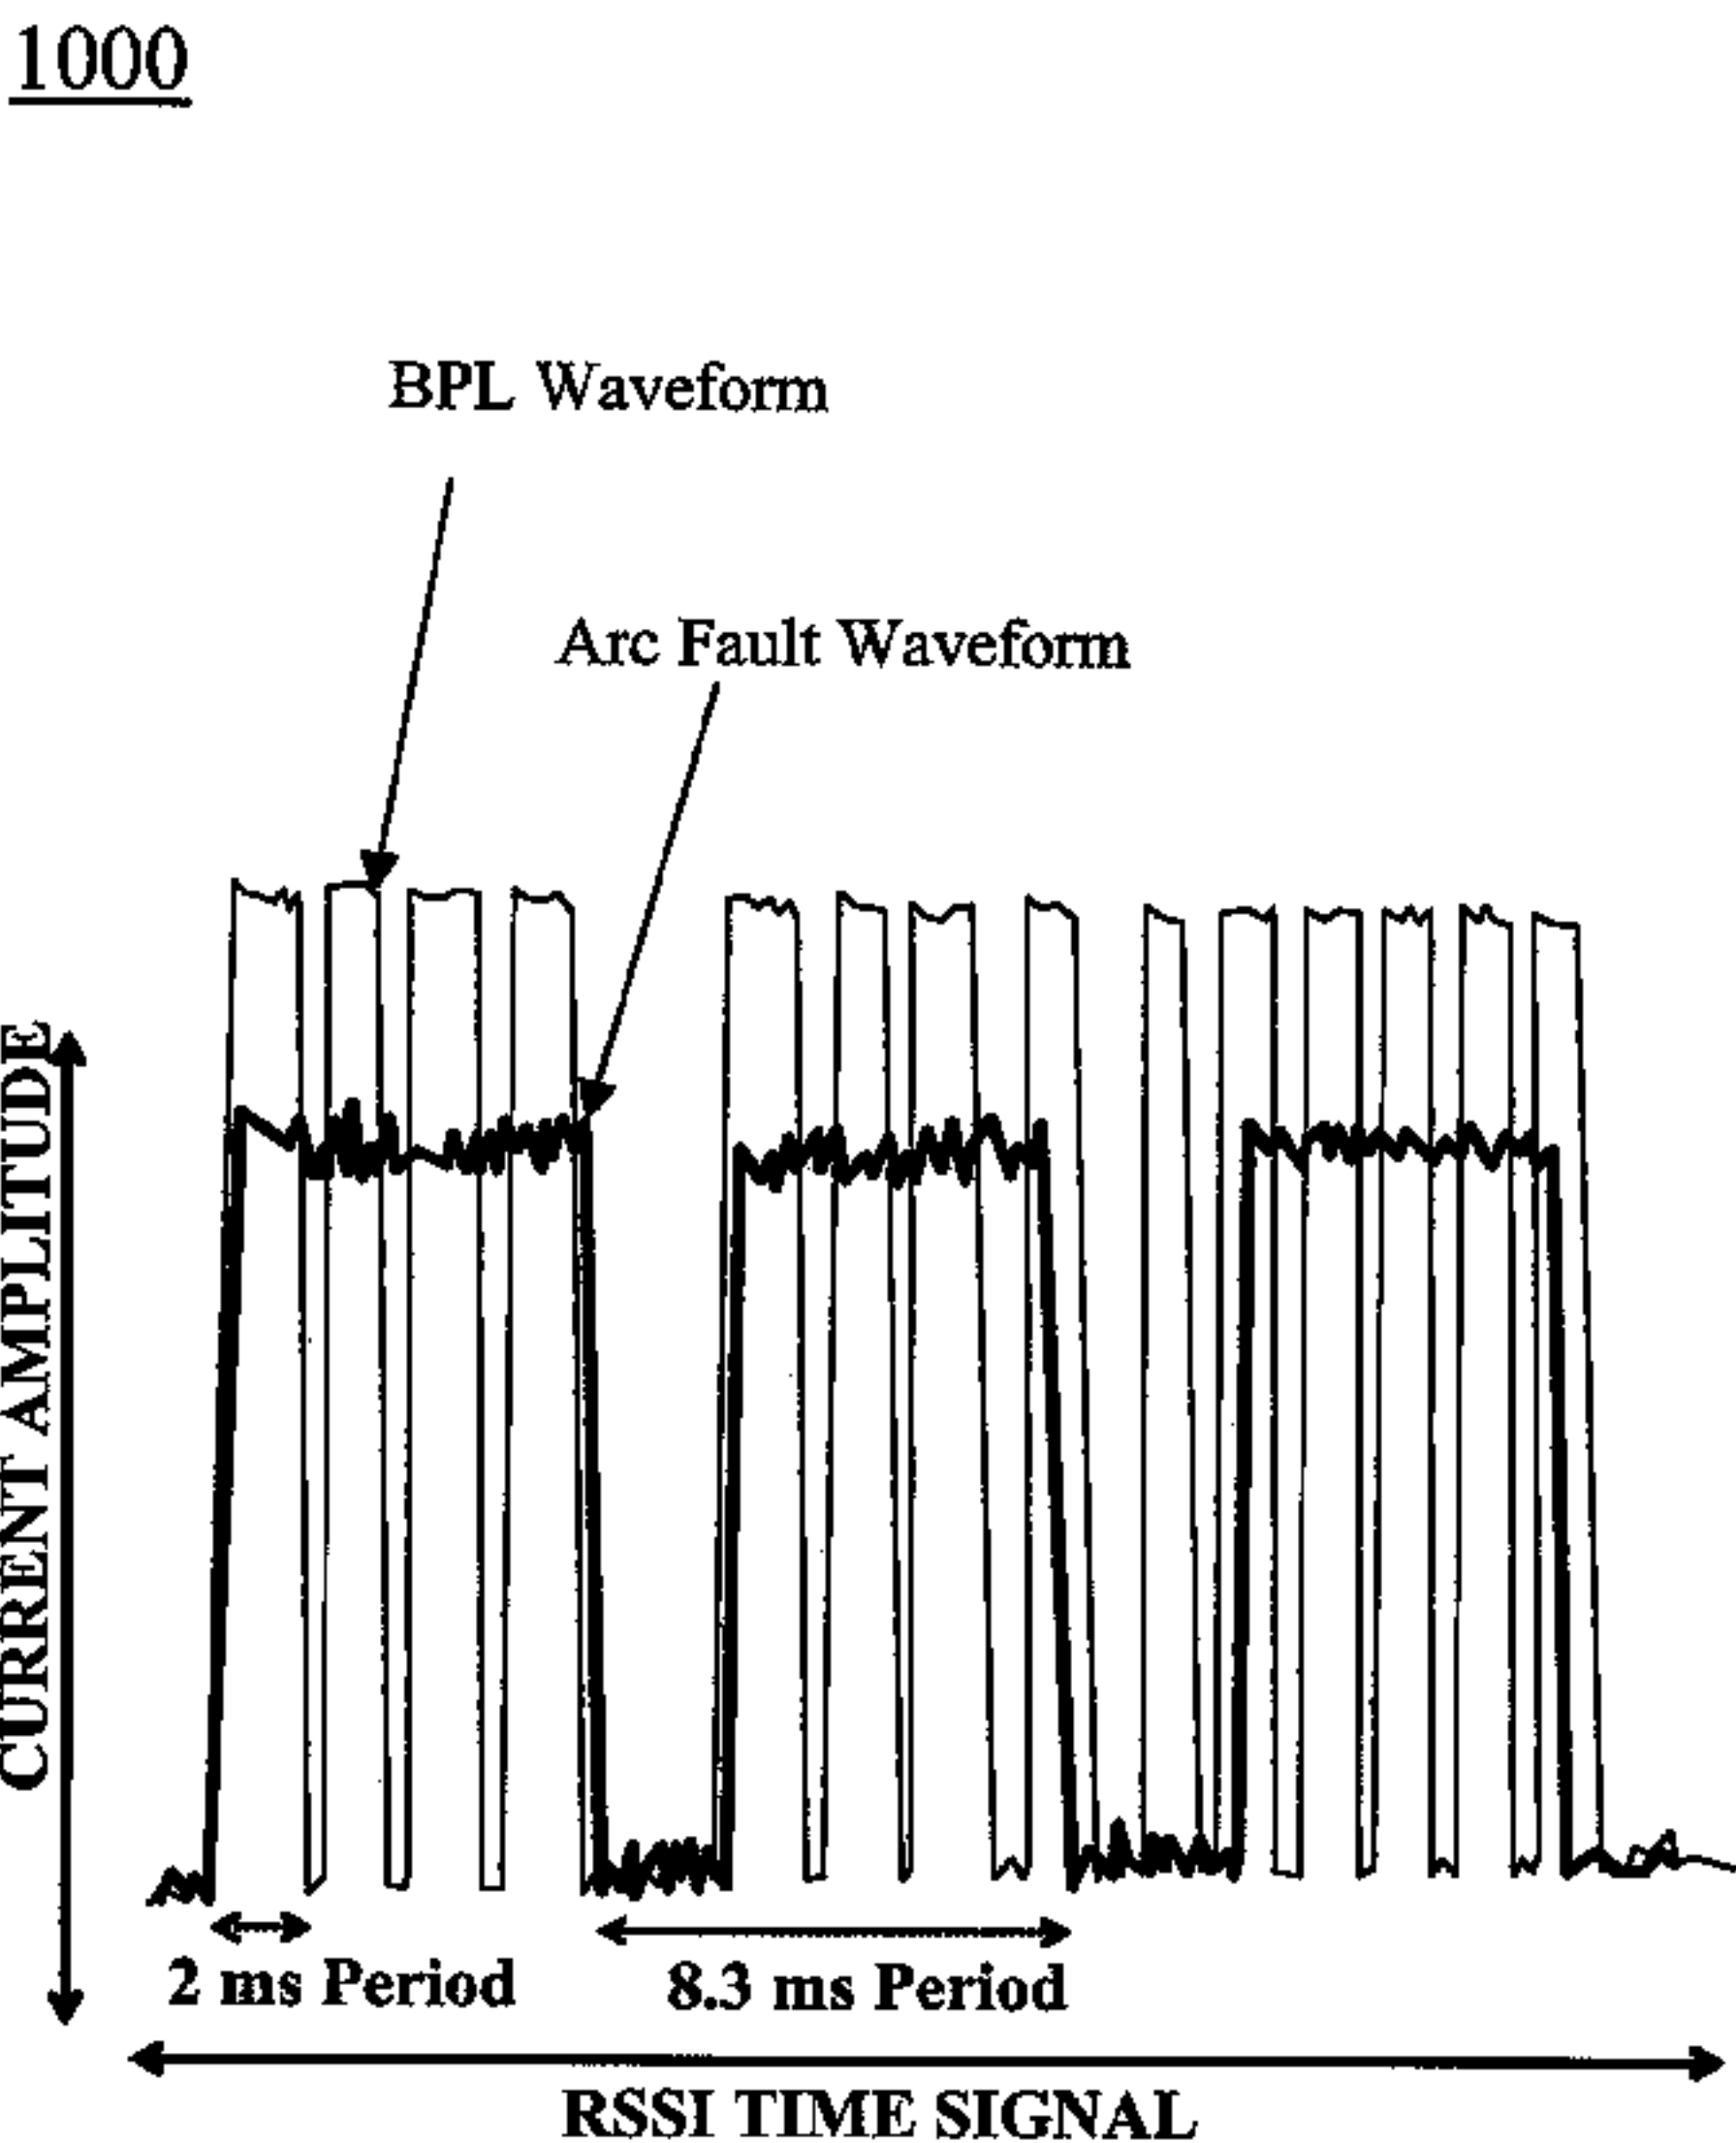 1000
BPL Waveform
Arc Fault Waveform
CURRENT AMPLITUDE
2 ms Period
8.3 ms Period
RSSI TIME SIGNAL